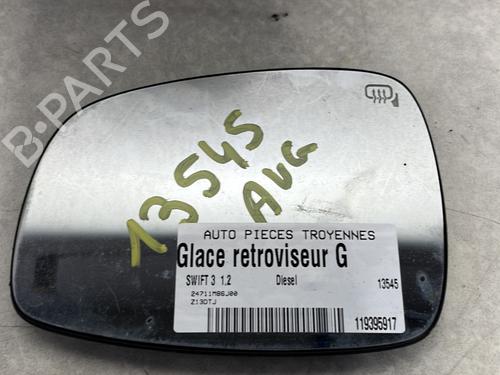 B-PARTS
13545
AVG
AUTO PIECES TROYENNES
Glace retroviseur G
SWIFT 3 1.2 Diesel 13545
24711M86J00
Z13DTJ
119395917